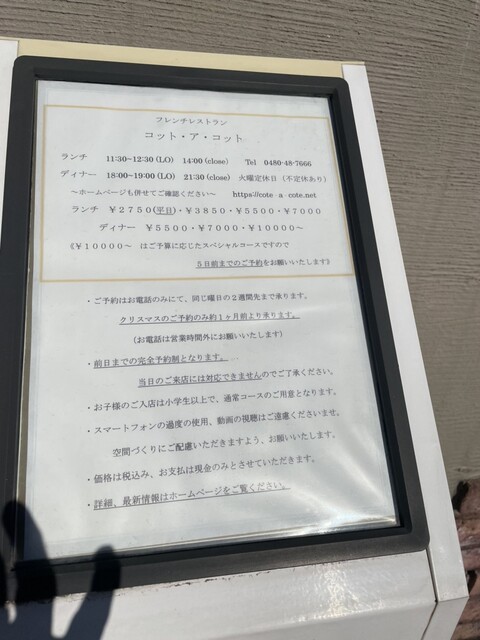 フレンチレストラン
コット・ア・コット
ランチ 11:30~12:30(LO) 14:00(close) Tel 0480-48-7666
ディナー 18:00~19:00(LO) 21:30(close) 火曜定休日(不定休あり)
~ホームページも併せてご確認ください~ https://cote-a-cote.net
ランチ ¥2750(平日)・¥3850・¥5500・¥7000
ディナー ¥5500・¥7000・¥10000~
《¥10000~ はご予算に応じたスペシャルコースですので
5日前までのご予約をお願いいたします》
・ご予約はお電話のみにて、同じ曜日の2週間先まで承ります。
クリスマスのご予約のみ約1ヶ月前より承ります。
(お電話は営業時間外にお願いいたします)
・前日までの完全予約制となります。
当日のご来店には対応できませんのでご了承ください。
・お子様のご入店は小学生以上で、通常コースのご用意となります。
・スマートフォンの過度の使用、動画の視聴はご遠慮くださいませ。
空間づくりにご配慮いただきますよう、お願いいたします。
・価格は税込み、お支払は現金のみとさせていただきます。
・詳細、最新情報はホームページをご覧ください。